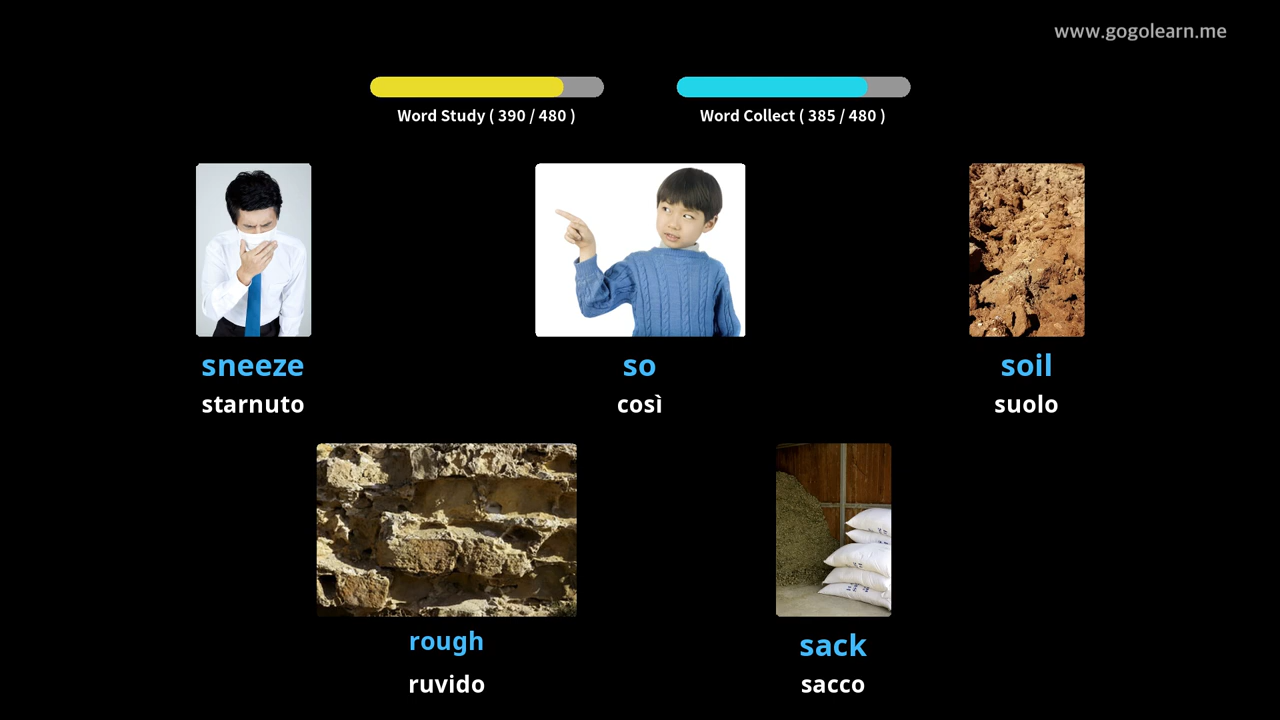 www.gogolearn.me
Word Study ( 390 / 480 )
Word Collect ( 385 / 480 )
sneeze
starnuto
so
così
soil
suolo
rough
ruvido
sack
sacco